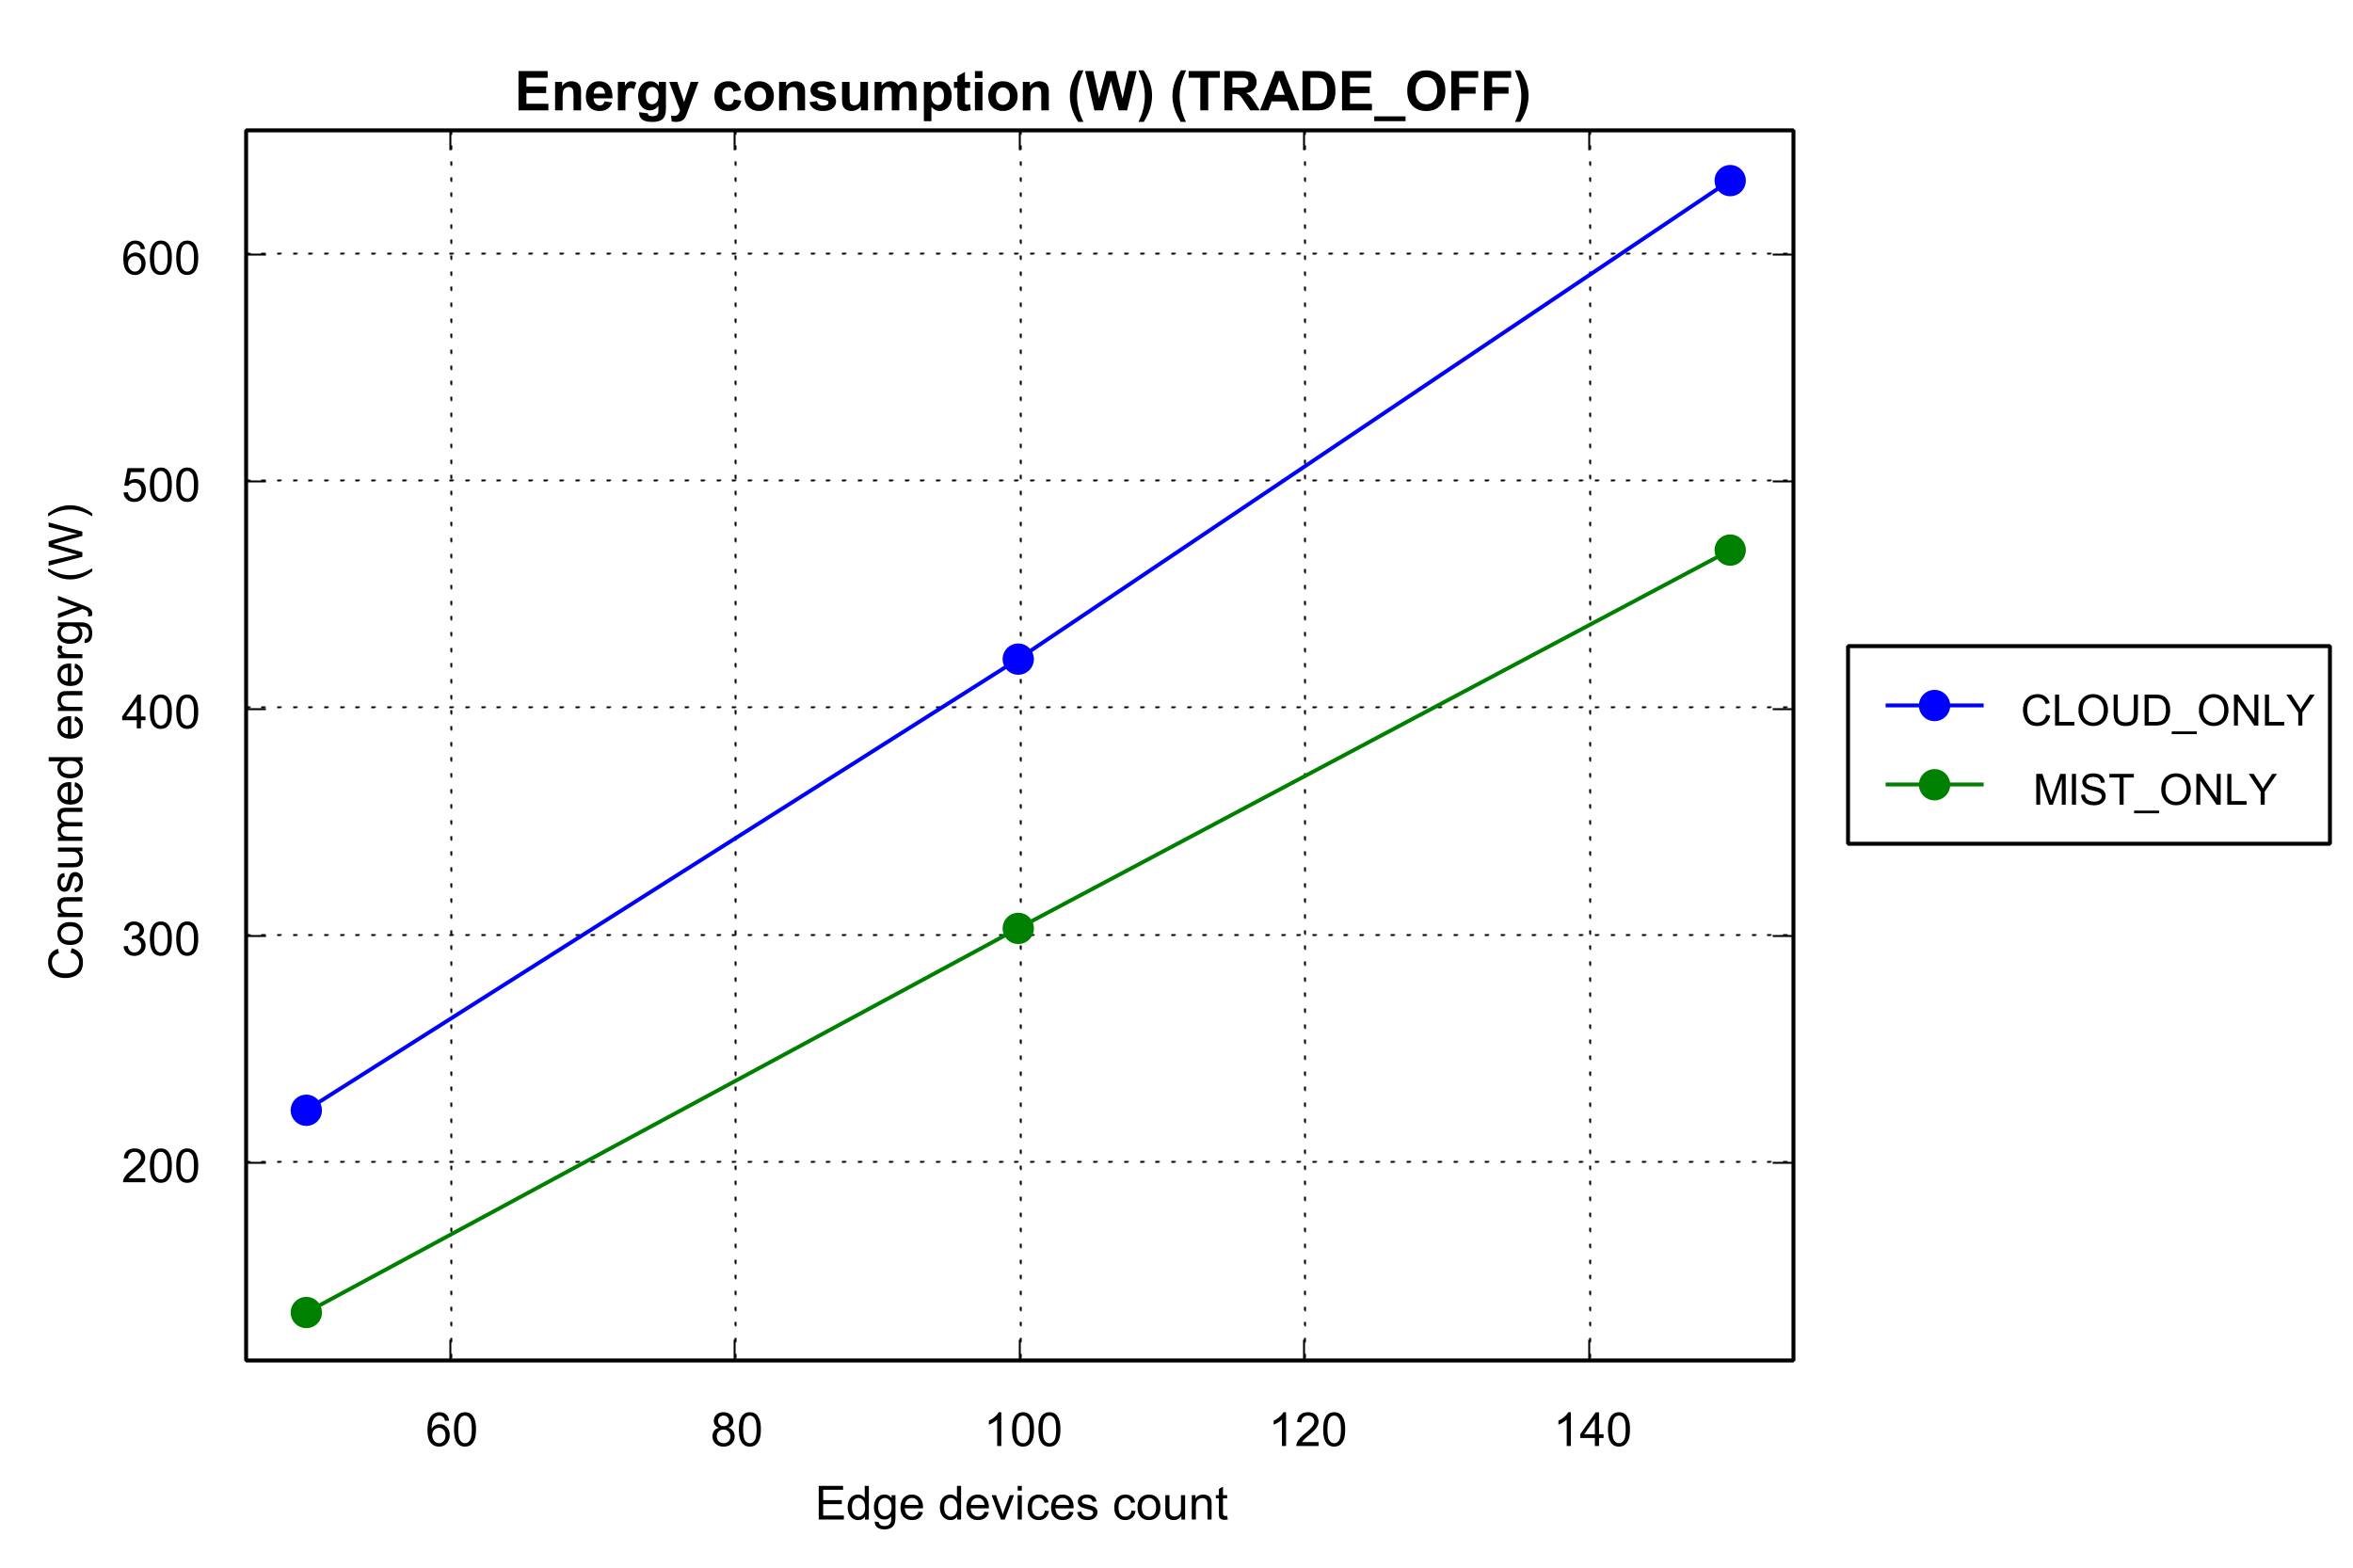 Energy consumption (W) (TRADE_OFF)
600
500
400
300
200
Consumed energy (W)
60 80 100 120 140
Edge devices count
CLOUD_ONLY
MIST_ONLY